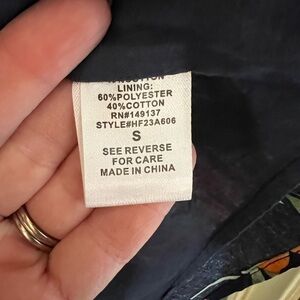 LINING:
60%POLYESTER
40%COTTON
RN#149137
STYLE#HF23A606
S
SEE REVERSE
FOR CARE
MADE IN CHINA